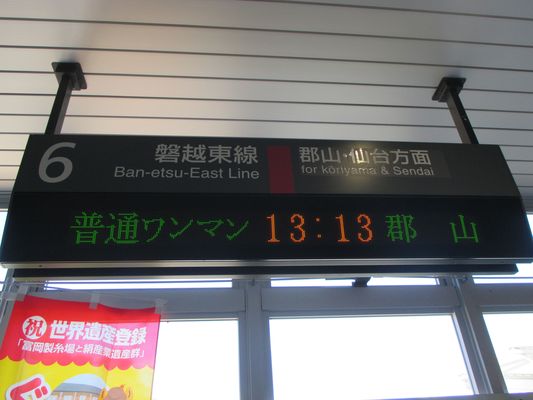 6
磐越東線
Ban-etsu-East Line
郡山・仙台方面
for kōriyama & Sendai
普通ワンマン 13:13 郡 山
祝 世界遺産登録
「富岡製糸場と絹産業遺産群」